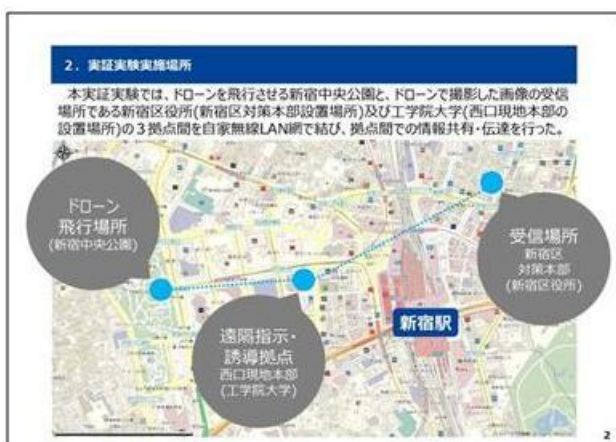 2．実証実験実施場所
本実証実験では、ドローンを飛行させる新宿中央公園と、ドローンで撮影した画像の受信
場所である新宿区役所(新宿区対策本部設置場所)及び工学院大学(西口現地本部の
設置場所)の３拠点間を自家無線LAN網で結び、拠点間での情報共有・伝達を行った。
ドローン
飛行場所
(新宿中央公園)
受信場所
新宿区
対策本部
(新宿区役所)
遠隔指示・
誘導拠点
西口現地本部
(工学院大学)
新宿駅
2